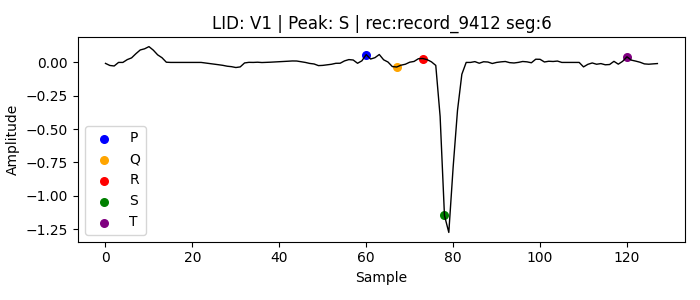 LID: V1 | Peak: S | rec:record_9412 seg:6
Amplitude
0.00
−0.25
−0.50
−0.75
−1.00
−1.25
P
Q
R
S
T
0
20
40
60
80
100
120
Sample